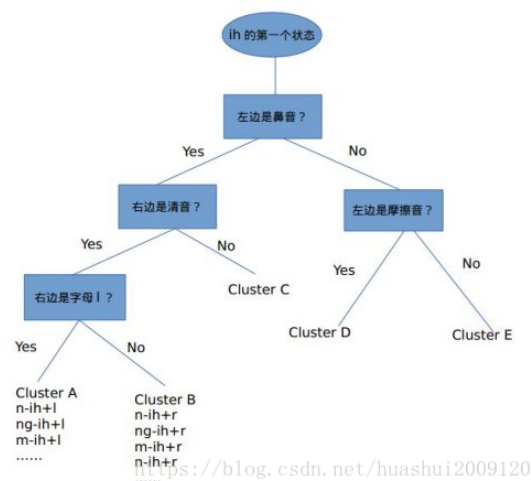 ih 的第一个状态
左边是鼻音？
Yes
No
右边是清音？
左边是摩擦音？
Yes
No
Yes
No
右边是字母l ？
Cluster C
Cluster D
Cluster E
Yes
No
Cluster A
n-ih+l
ng-ih+l
m-ih+l
……
Cluster B
n-ih+r
ng-ih+r
m-ih+r
n-ih+r
https://blog.csdn.net/huashui2009120